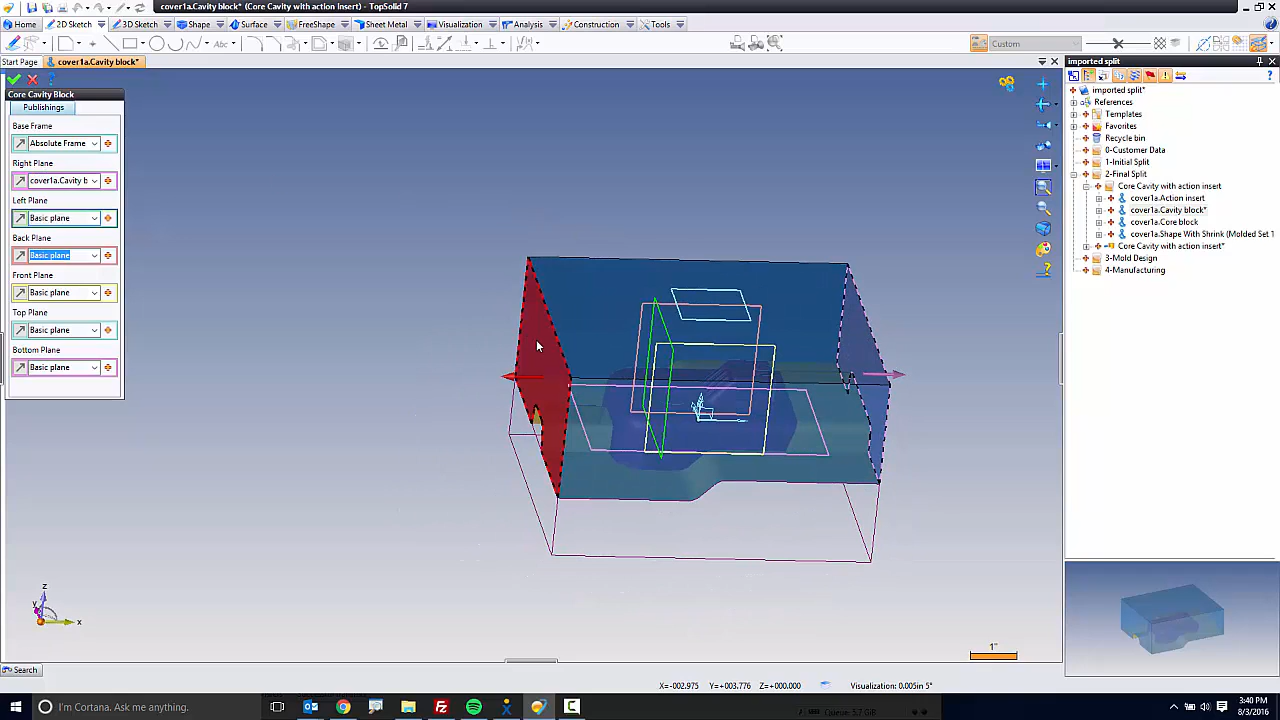 cover1a.Cavity block* (Core Cavity with action Insert) - TopSolid 7
Home 2D Sketch 3D Sketch Shape Surface FreeShape Sheet Metal Visualization Analysis Construction Tools
Abc Custom
Start Page cover1a.Cavity block*
imported split*
Core Cavity Block
Publishings
Base Frame
Absolute Frame
Right Plane
cover1a.Cavity b
Left Plane
Basic plane
Back Plane
Basic plane
Front Plane
Basic plane
Top Plane
Basic plane
Bottom Plane
Basic plane
imported split
References
Templates
Favorites
Recycle bin
0-Customer Data
1-Initial Split
2-Final Split
Core Cavity with action insert
cover1a.Action insert
cover1a.Cavity block*
cover1a.Core block
cover1a.Shape With Shrink (Molded Set 1
Core Cavity with action insert*
3-Mold Design
4-Manufacturing
z
y
x
1"
Search
X=-002.975 Y=+003.776 Z=+000.000 Visualization: 0.005in 5°
I'm Cortana. Ask me anything.
3:40 PM
8/3/2016